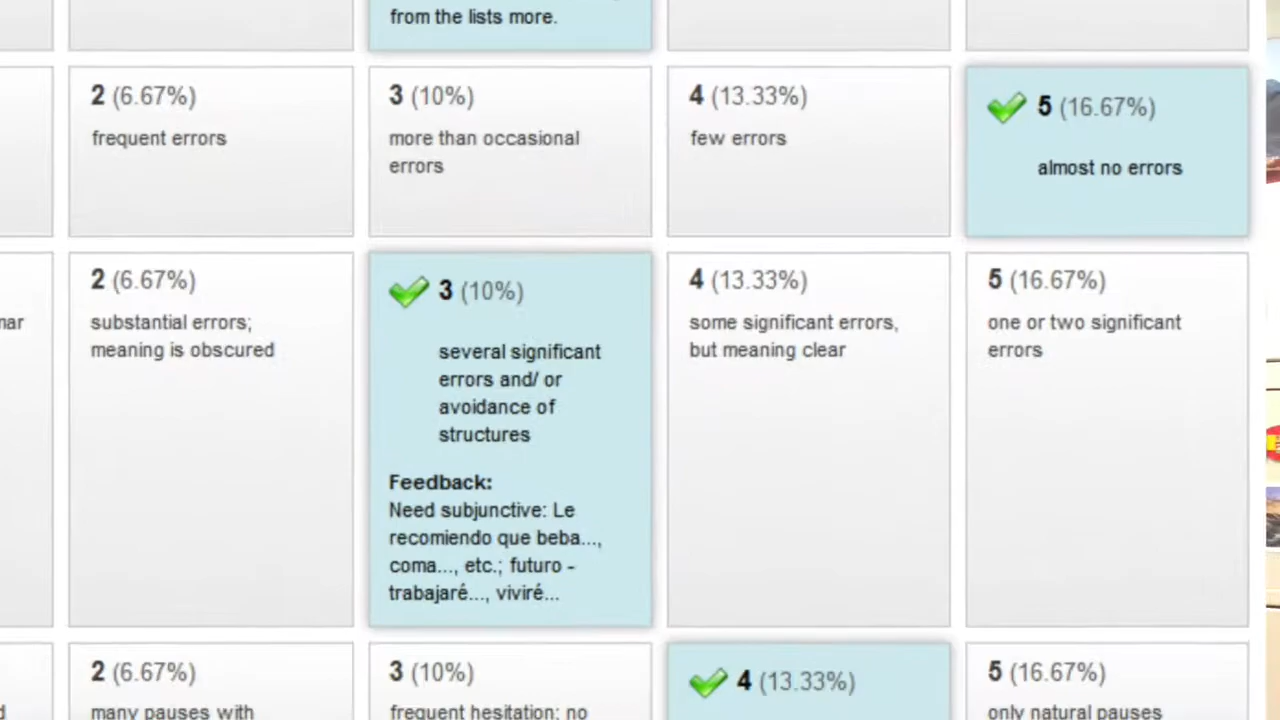 from the lists more.
2 (6.67%)
frequent errors
3 (10%)
more than occasional
errors
4 (13.33%)
few errors
5 (16.67%)
almost no errors
2 (6.67%)
substantial errors;
meaning is obscured
3 (10%)
several significant
errors and/ or
avoidance of
structures
Feedback:
Need subjunctive: Le
recomiendo que beba...,
coma..., etc.; futuro -
trabajaré..., viviré...
4 (13.33%)
some significant errors,
but meaning clear
5 (16.67%)
one or two significant
errors
2 (6.67%)
many pauses with
3 (10%)
frequent hesitation; no
4 (13.33%)
5 (16.67%)
only natural pauses